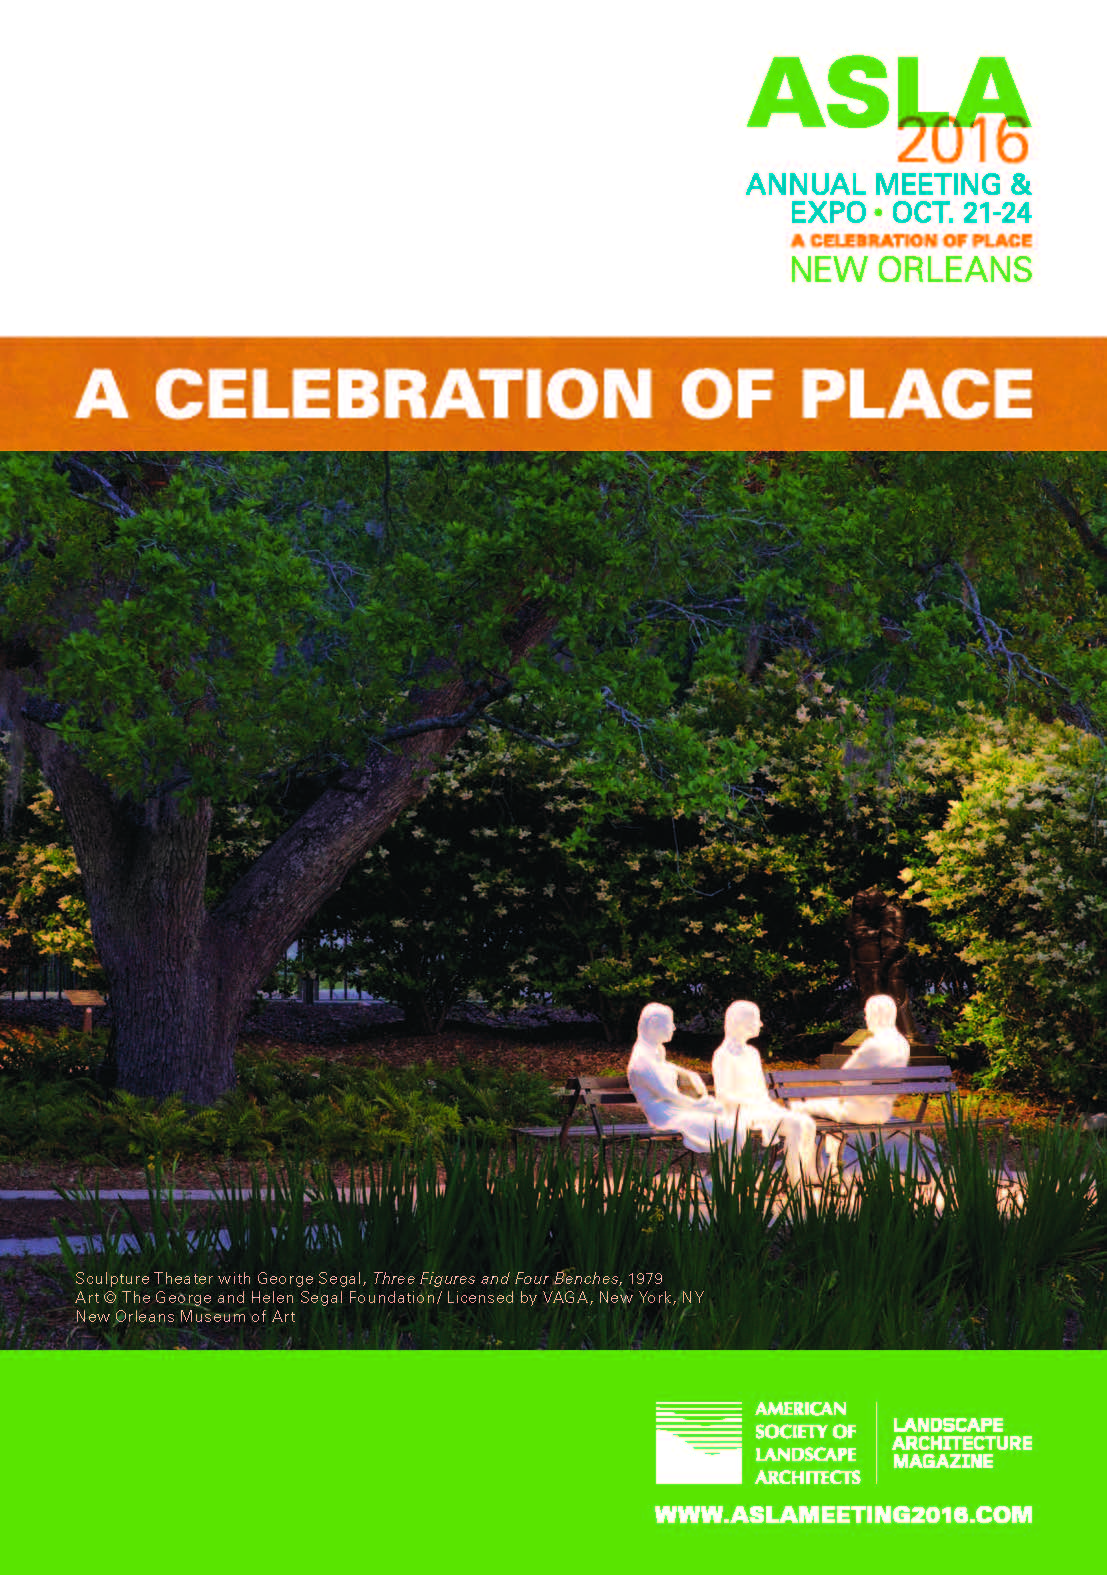 ASLA
2016
ANNUAL MEETING &
EXPO • OCT. 21-24
A CELEBRATION OF PLACE
NEW ORLEANS
A CELEBRATION OF PLACE
Sculpture Theater with George Segal, Three Figures and Four Benches, 1979
Art © The George and Helen Segal Foundation/ Licensed by VAGA, New York, NY
New Orleans Museum of Art
AMERICAN
SOCIETY OF
LANDSCAPE
ARCHITECTS
LANDSCAPE
ARCHITECTURE
MAGAZINE
WWW.ASLAMEETING2016.COM